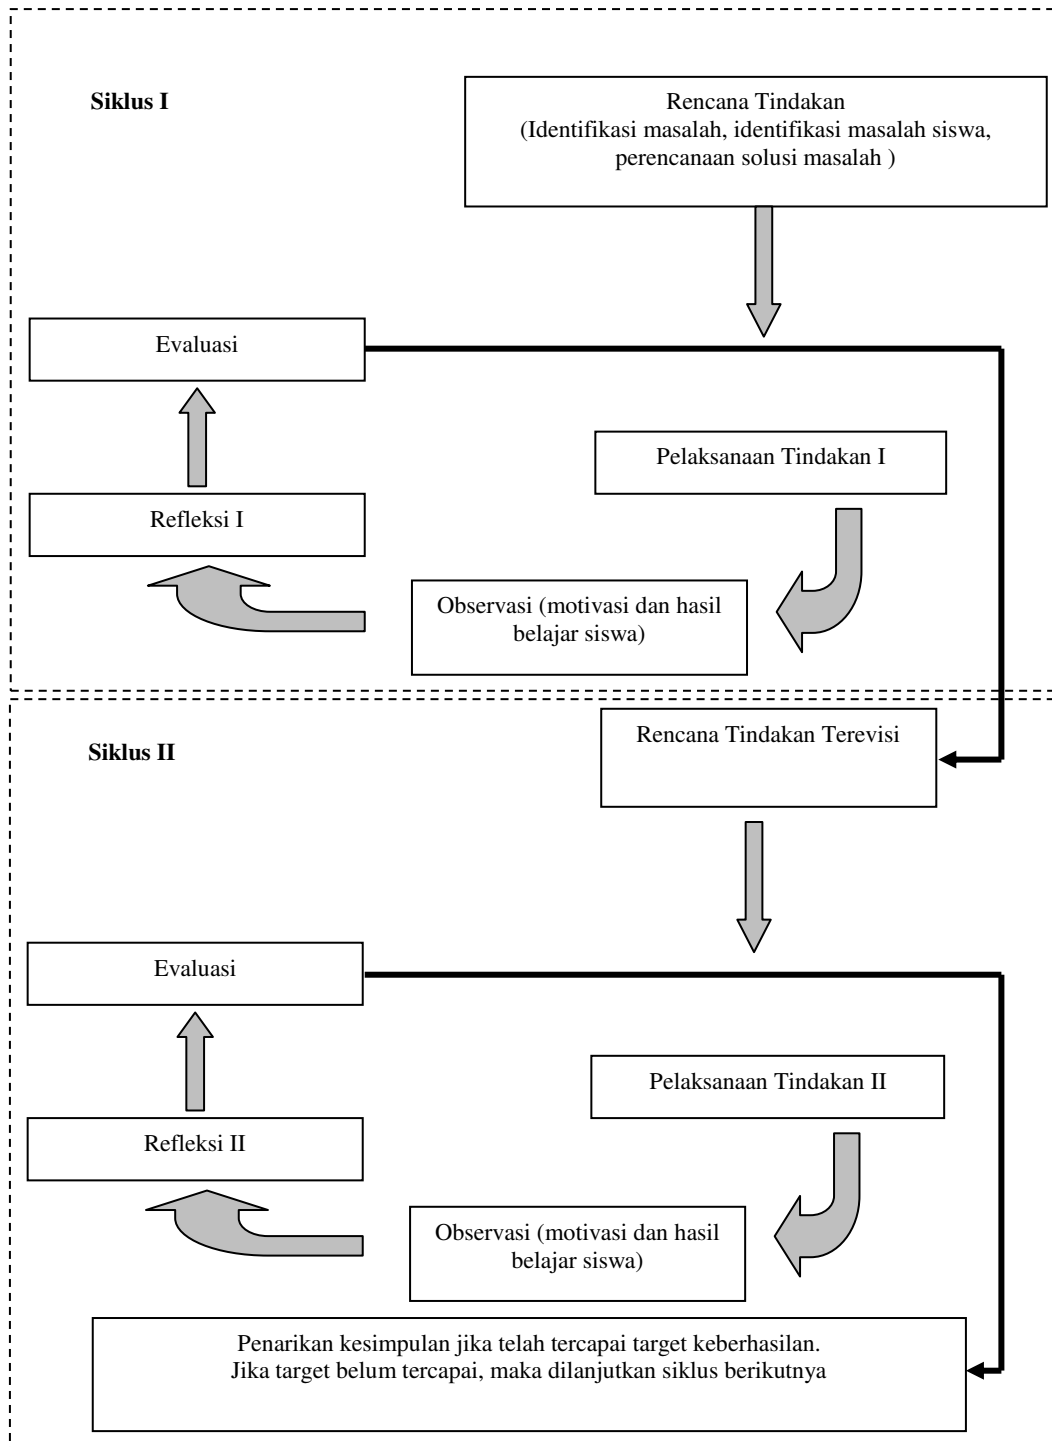 Siklus I
Rencana Tindakan
(Identifikasi masalah, identifikasi masalah siswa,
perencanaan solusi masalah )
Evaluasi
Pelaksanaan Tindakan I
Refleksi I
Observasi (motivasi dan hasil
belajar siswa)
Siklus II
Rencana Tindakan Terevisi
Evaluasi
Pelaksanaan Tindakan II
Refleksi II
Observasi (motivasi dan hasil
belajar siswa)
Penarikan kesimpulan jika telah tercapai target keberhasilan.
Jika target belum tercapai, maka dilanjutkan siklus berikutnya